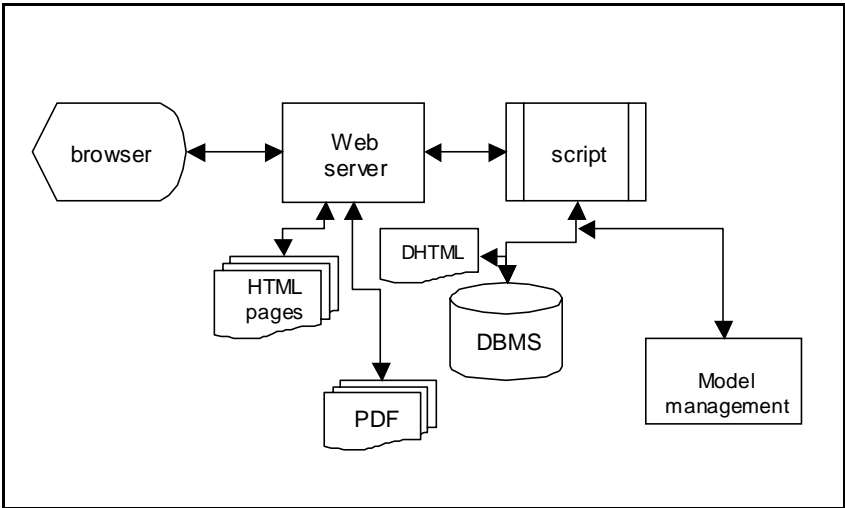 browser
Web
server
script
DHTML
HTML
pages
DBMS
Model
management
PDF